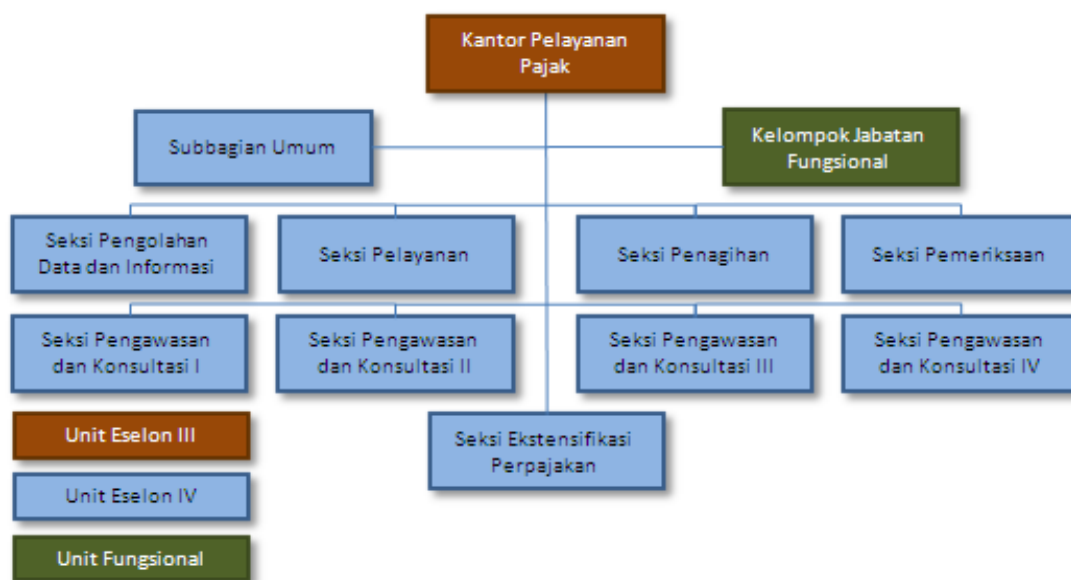 Kantor Pelayanan
Pajak
Subbagian Umum
Kelompok Jabatan
Fungsional
Seksi Pengolahan
Data dan Informasi
Seksi Pelayanan
Seksi Penagihan
Seksi Pemeriksaan
Seksi Pengawasan
dan Konsultasi I
Seksi Pengawasan
dan Konsultasi II
Seksi Pengawasan
dan Konsultasi III
Seksi Pengawasan
dan Konsultasi IV
Seksi Ekstensifikasi
Perpajakan
Unit Eselon III
Unit Eselon IV
Unit Fungsional